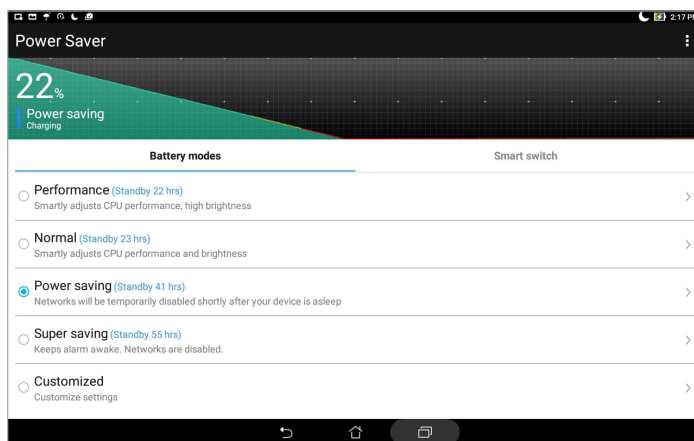 2:17 PM
Power Saver
22%
Power saving
Charging
Battery modes
Smart switch
Performance (Standby 22 hrs)
Smartly adjusts CPU performance, high brightness
Normal (Standby 23 hrs)
Smartly adjusts CPU performance and brightness
Power saving (Standby 41 hrs)
Networks will be temporarily disabled shortly after your device is asleep
Super saving (Standby 55 hrs)
Keeps alarm awake. Networks are disabled.
Customized
Customize settings